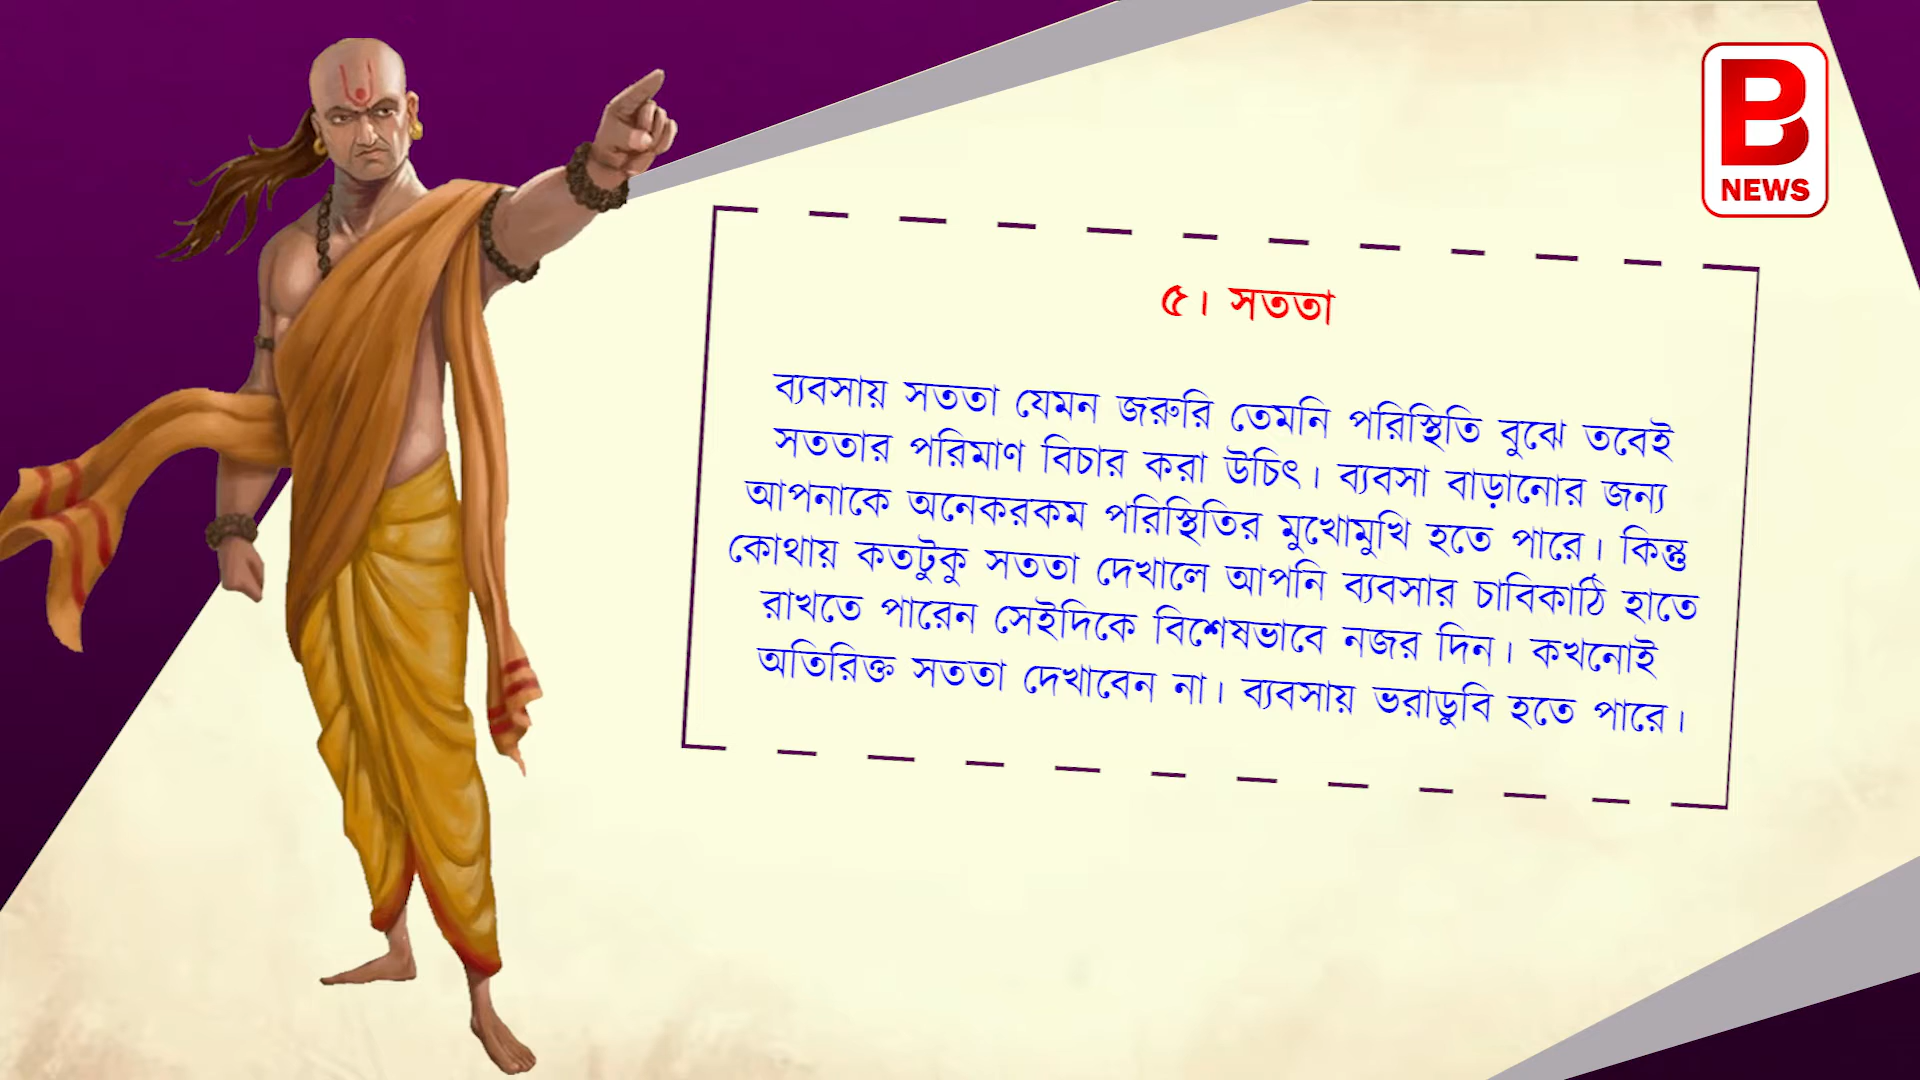 B
NEWS
৫। সততা
ব্যবসায় সততা যেমন জরুরি তেমনি পরিস্থিতি বুঝে তবেই
সততার পরিমাণ বিচার করা উচিৎ। ব্যবসা বাড়ানোর জন্য
আপনাকে অনেকরকম পরিস্থিতির মুখোমুখি হতে পারে। কিন্তু
কোথায় কতটুকু সততা দেখালে আপনি ব্যবসার চাবিকাঠি হাতে
রাখতে পারেন সেইদিকে বিশেষভাবে নজর দিন। কখনোই
অতিরিক্ত সততা দেখাবেন না। ব্যবসায় ভরাডুবি হতে পারে।